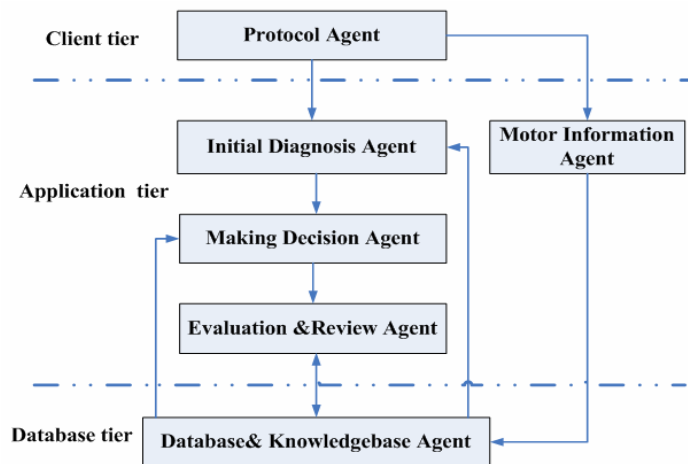 Client tier
Protocol Agent
Initial Diagnosis Agent
Motor Information
Agent
Application tier
Making Decision Agent
Evaluation &Review Agent
Database tier
Database& Knowledgebase Agent